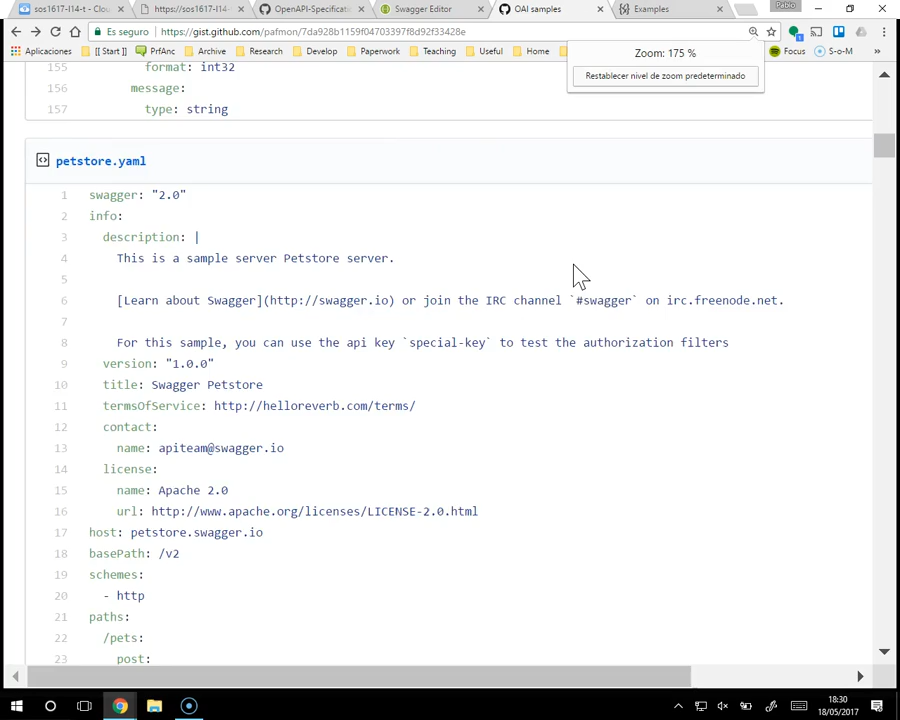 sos1617-l14-t - Clou
https://sos1617-l14-
OpenAPI-Specificatio
Swagger Editor
OAI samples
Examples
Pablo
Es seguro
https://gist.github.com/pafmon/7da928b1159f04703397f8d92f33428e
Aplicaciones
[[ Start ]]
PrfAnc
Archive
Research
Develop
Paperwork
Teaching
Useful
Home
Focus
S-o-M
»
Zoom: 175 %
Restablecer nivel de zoom predeterminado
155 format: int32
156 message:
157 type: string
petstore.yaml
1 swagger: "2.0"
2 info:
3 description: |
4 This is a sample server Petstore server.
5
6 [Learn about Swagger](http://swagger.io) or join the IRC channel `#swagger` on irc.freenode.net.
7
8 For this sample, you can use the api key `special-key` to test the authorization filters
9 version: "1.0.0"
10 title: Swagger Petstore
11 termsOfService: http://helloreverb.com/terms/
12 contact:
13 name: apiteam@swagger.io
14 license:
15 name: Apache 2.0
16 url: http://www.apache.org/licenses/LICENSE-2.0.html
17 host: petstore.swagger.io
18 basePath: /v2
19 schemes:
20 - http
21 paths:
22 /pets:
23 post:
18:30
18/05/2017